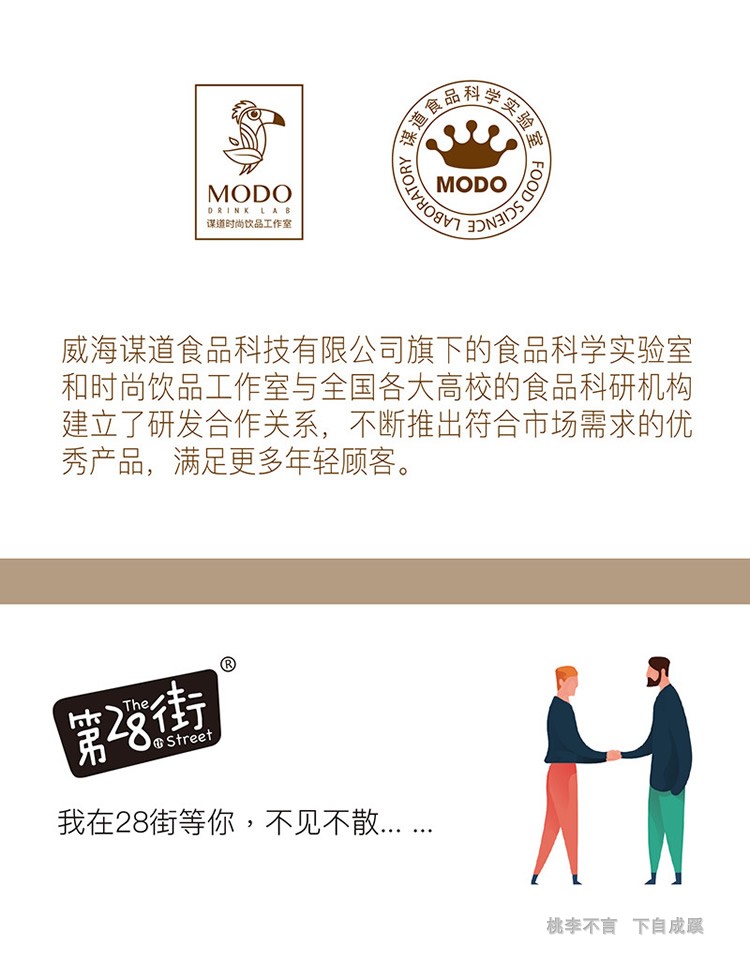 MODO
DRINK LAB
谋道时尚饮品工作室
谋道食品科学实验室
MODO
FOOD SCIENCE LABORATORY
威海谋道食品科技有限公司旗下的食品科学实验室
和时尚饮品工作室与全国各大高校的食品科研机构
建立了研发合作关系，不断推出符合市场需求的优
秀产品，满足更多年轻顾客。
®
The
第28街
th Street
我在28街等你，不见不散... ...
桃李不言 下自成蹊